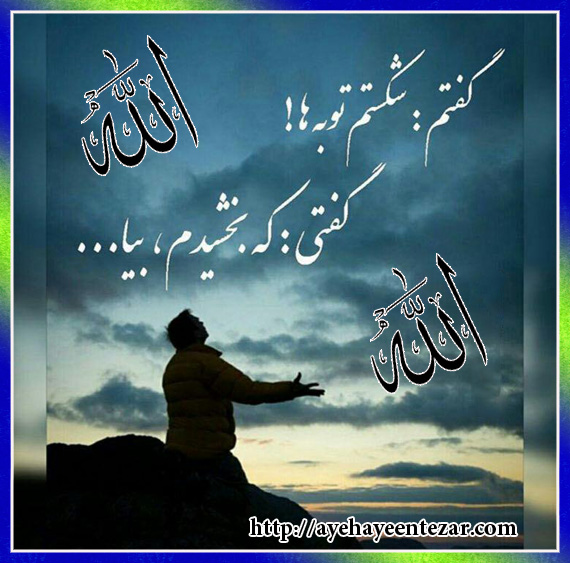 الله
گفتم : شکستم توبه ها !
گفتی : که بخشیدم ، بیا ...
الله
http://ayehayeentezar.com